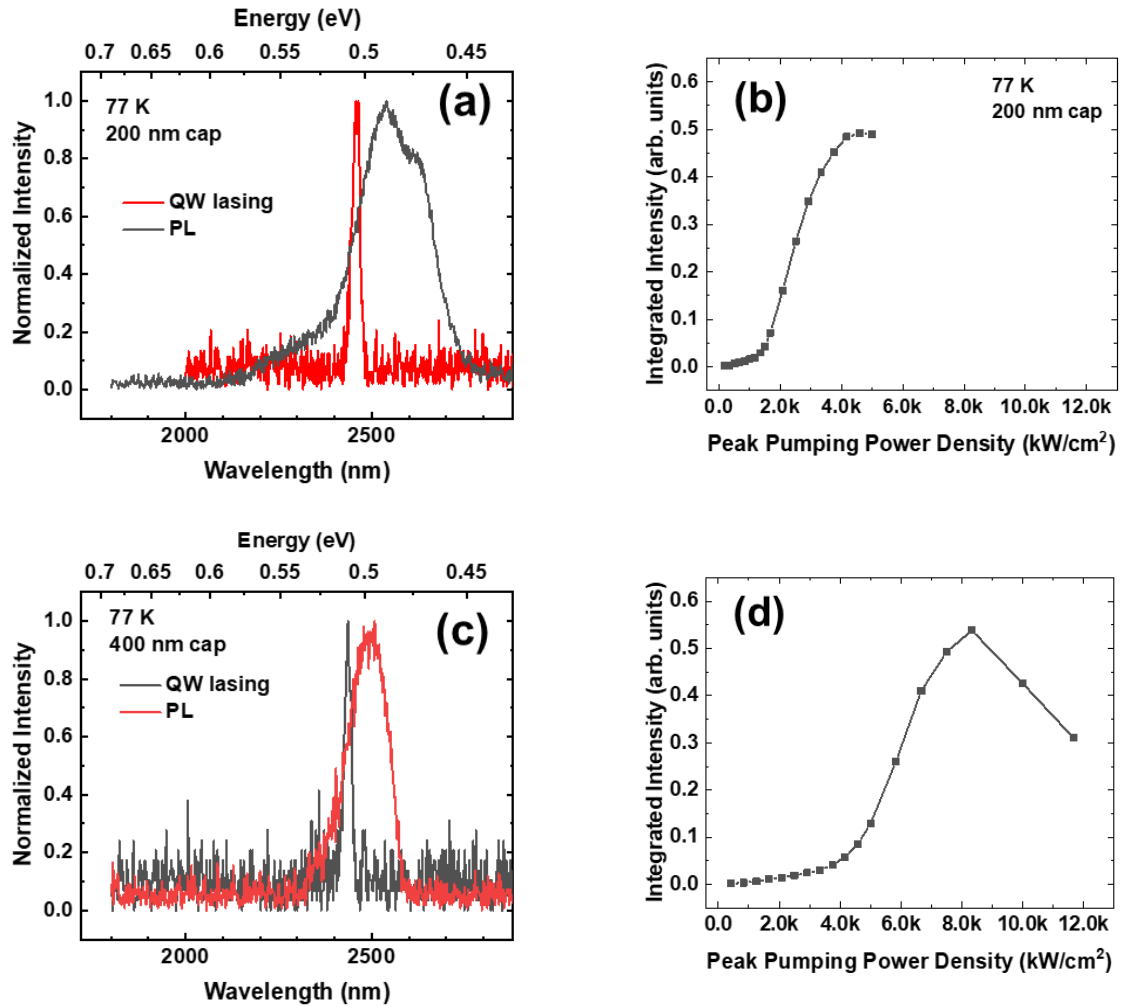 Energy (eV)
0.7 0.65 0.6 0.55 0.5 0.45
Normalized Intensity
1.0
0.8
0.6
0.4
0.2
0.0
77 K
200 nm cap
(a)
QW lasing
PL
2000 2500
Wavelength (nm)
Integrated Intensity (arb. units)
0.6
0.5
0.4
0.3
0.2
0.1
0.0
(b)
77 K
200 nm cap
0.0 2.0k 4.0k 6.0k 8.0k 10.0k 12.0k
Peak Pumping Power Density (kW/cm²)
Energy (eV)
0.7 0.65 0.6 0.55 0.5 0.45
Normalized Intensity
1.0
0.8
0.6
0.4
0.2
0.0
77 K
400 nm cap
(c)
QW lasing
PL
2000 2500
Wavelength (nm)
Integrated Intensity (arb. units)
0.6
0.5
0.4
0.3
0.2
0.1
0.0
(d)
0.0 2.0k 4.0k 6.0k 8.0k 10.0k 12.0k
Peak Pumping Power Density (kW/cm²)